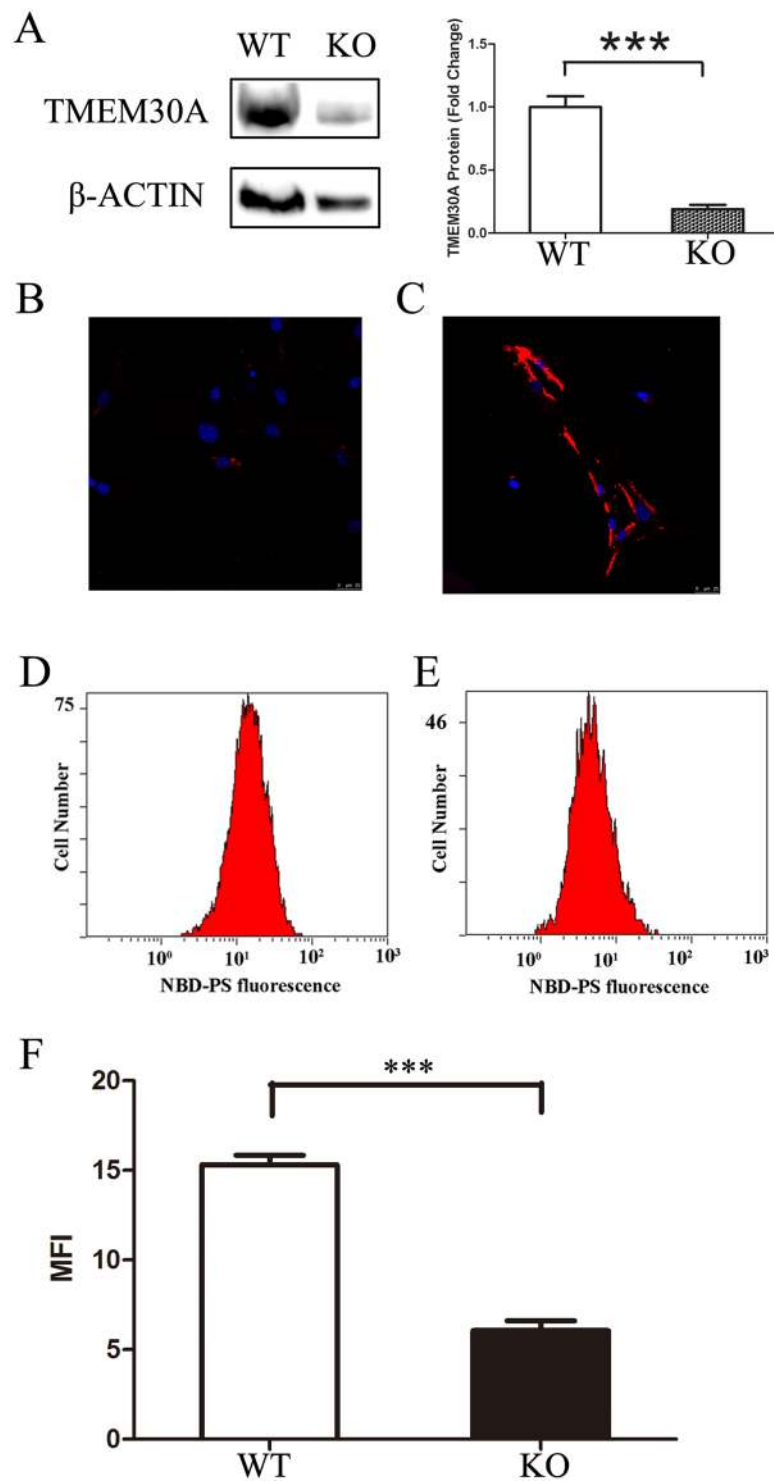 A
WT KO
TMEM30A
β-ACTIN
TMEM30A Protein (Fold Change)
1.5
1.0
0.5
0.0
***
WT KO
B
C
D
75
Cell Number
10⁰ 10¹ 10² 10³
NBD-PS fluorescence
E
46
Cell Number
10⁰ 10¹ 10² 10³
NBD-PS fluorescence
F
MFI
20
15
10
5
0
***
WT KO